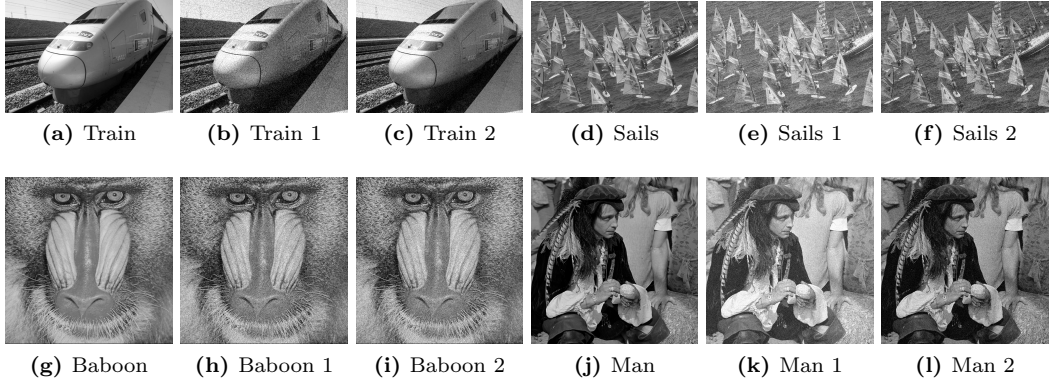 (a) Train (b) Train 1 (c) Train 2 (d) Sails (e) Sails 1 (f) Sails 2
(g) Baboon (h) Baboon 1 (i) Baboon 2 (j) Man (k) Man 1 (l) Man 2